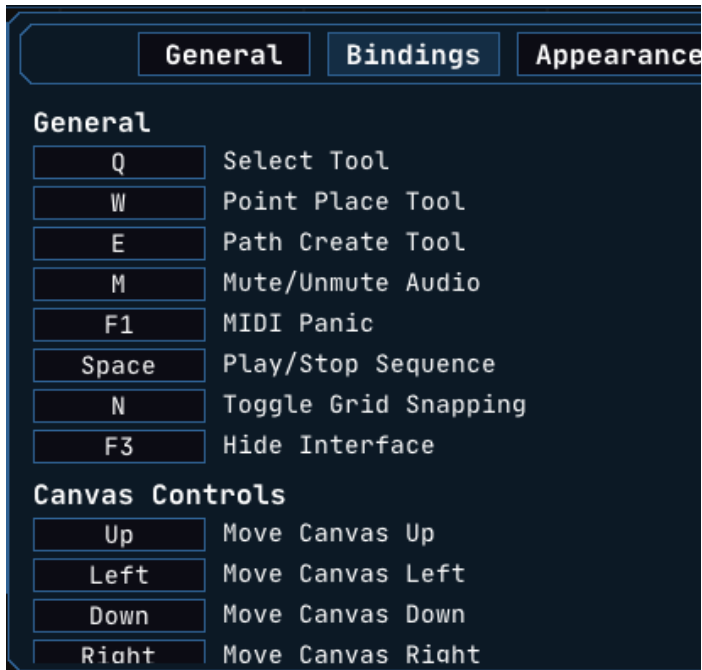 General Bindings Appearance
General
Q Select Tool
W Point Place Tool
E Path Create Tool
M Mute/Unmute Audio
F1 MIDI Panic
Space Play/Stop Sequence
N Toggle Grid Snapping
F3 Hide Interface
Canvas Controls
Up Move Canvas Up
Left Move Canvas Left
Down Move Canvas Down
Right Move Canvas Right